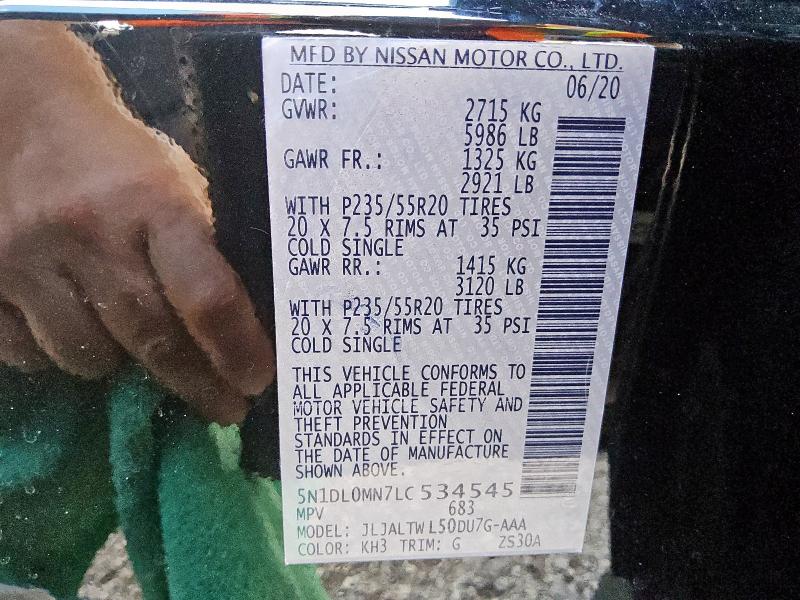 MFD BY NISSAN MOTOR CO., LTD.
DATE: 06/20
GVWR: 2715 KG
5986 LB
GAWR FR.: 1325 KG
2921 LB
WITH P235/55R20 TIRES
20 X 7.5 RIMS AT 35 PSI
COLD SINGLE
GAWR RR.: 1415 KG
3120 LB
WITH P235/55R20 TIRES
20 X 7.5 RIMS AT 35 PSI
COLD SINGLE
THIS VEHICLE CONFORMS TO
ALL APPLICABLE FEDERAL
MOTOR VEHICLE SAFETY AND
THEFT PREVENTION
STANDARDS IN EFFECT ON
THE DATE OF MANUFACTURE
SHOWN ABOVE.
5N1DL0MN7LC534545
MPV 683
MODEL: JLJALTWL50DU7G-AAA
COLOR: KH3 TRIM: G ZS30A